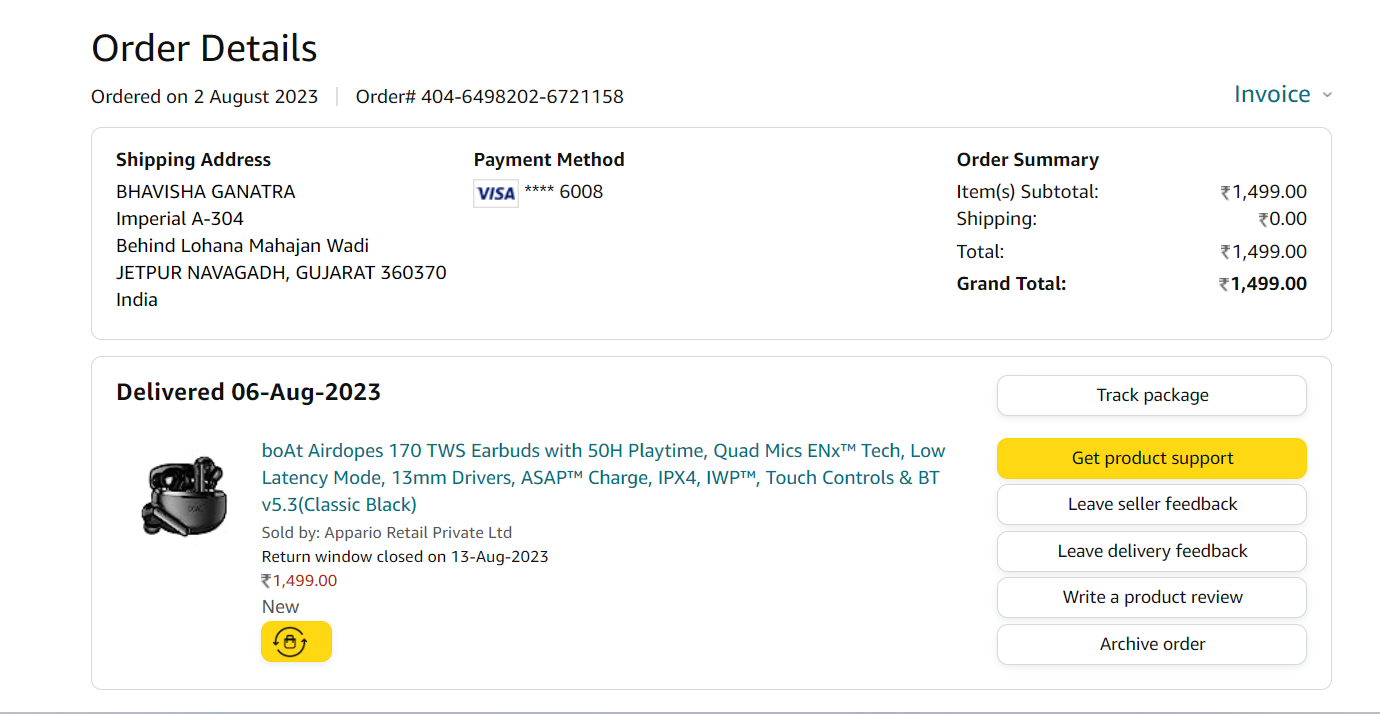 Order Details
Ordered on 2 August 2023 | Order# 404-6498202-6721158
Invoice
Shipping Address
BHAVISHA GANATRA
Imperial A-304
Behind Lohana Mahajan Wadi
JETPUR NAVAGADH, GUJARAT 360370
India
Payment Method
VISA **** 6008
Order Summary
Item(s) Subtotal: ₹1,499.00
Shipping: ₹0.00
Total: ₹1,499.00
Grand Total: ₹1,499.00
Delivered 06-Aug-2023
boAt Airdopes 170 TWS Earbuds with 50H Playtime, Quad Mics ENx™ Tech, Low
Latency Mode, 13mm Drivers, ASAP™ Charge, IPX4, IWP™, Touch Controls & BT
v5.3(Classic Black)
Sold by: Appario Retail Private Ltd
Return window closed on 13-Aug-2023
₹1,499.00
New
Track package
Get product support
Leave seller feedback
Leave delivery feedback
Write a product review
Archive order